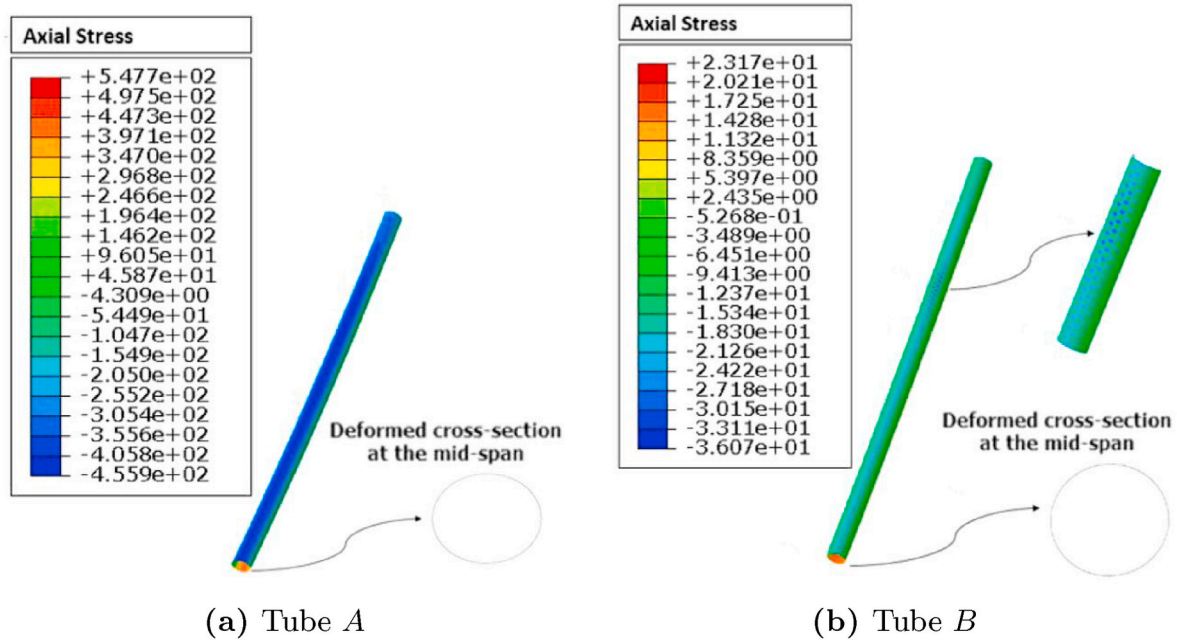 Axial Stress
+5.477e+02
+4.975e+02
+4.473e+02
+3.971e+02
+3.470e+02
+2.968e+02
+2.466e+02
+1.964e+02
+1.462e+02
+9.605e+01
+4.587e+01
-4.309e+00
-5.449e+01
-1.047e+02
-1.549e+02
-2.050e+02
-2.552e+02
-3.054e+02
-3.556e+02
-4.058e+02
-4.559e+02
Deformed cross-section
at the mid-span
(a) Tube A
Axial Stress
+2.317e+01
+2.021e+01
+1.725e+01
+1.428e+01
+1.132e+01
+8.359e+00
+5.397e+00
+2.435e+00
-5.268e-01
-3.489e+00
-6.451e+00
-9.413e+00
-1.237e+01
-1.534e+01
-1.830e+01
-2.126e+01
-2.422e+01
-2.718e+01
-3.015e+01
-3.311e+01
-3.607e+01
Deformed cross-section
at the mid-span
(b) Tube B